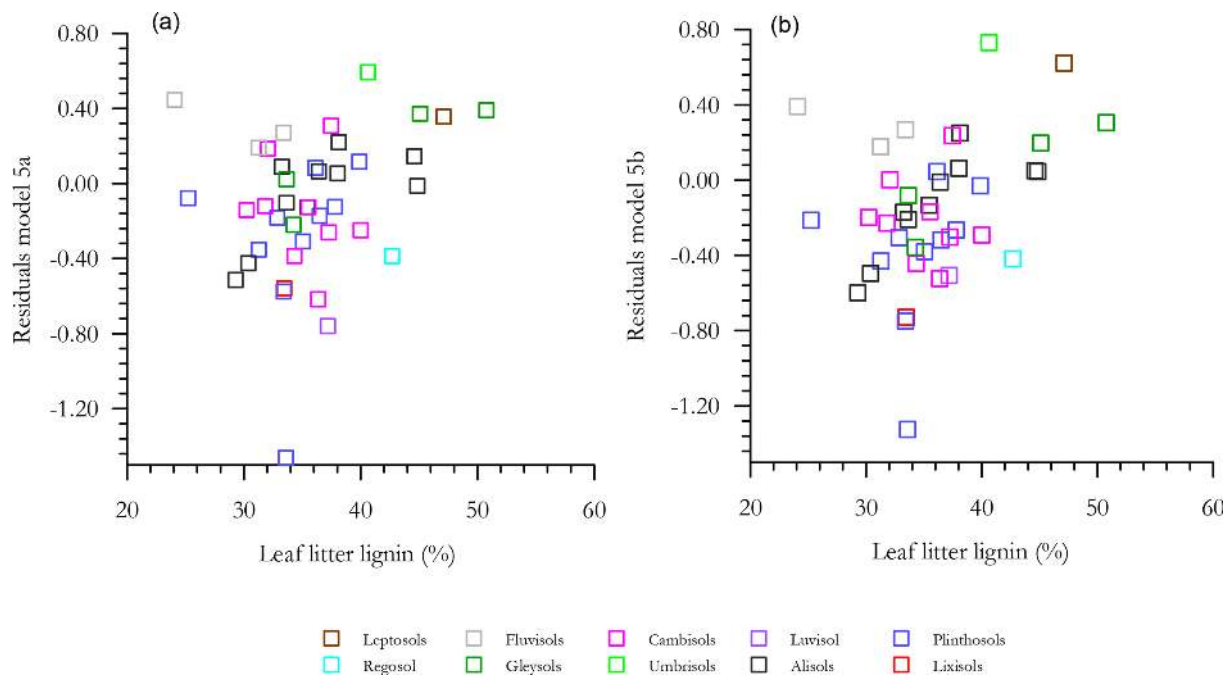 (a)
0.80
0.40
0.00
-0.40
-0.80
-1.20
Residuals model 5a
20 30 40 50 60
Leaf litter lignin (%)
(b)
0.80
0.40
0.00
-0.40
-0.80
-1.20
Residuals model 5b
20 30 40 50 60
Leaf litter lignin (%)
Leptosols Fluvisols Cambisols Luvisol Plinthosols
Regosol Gleysols Umbrisols Alisols Lixisols